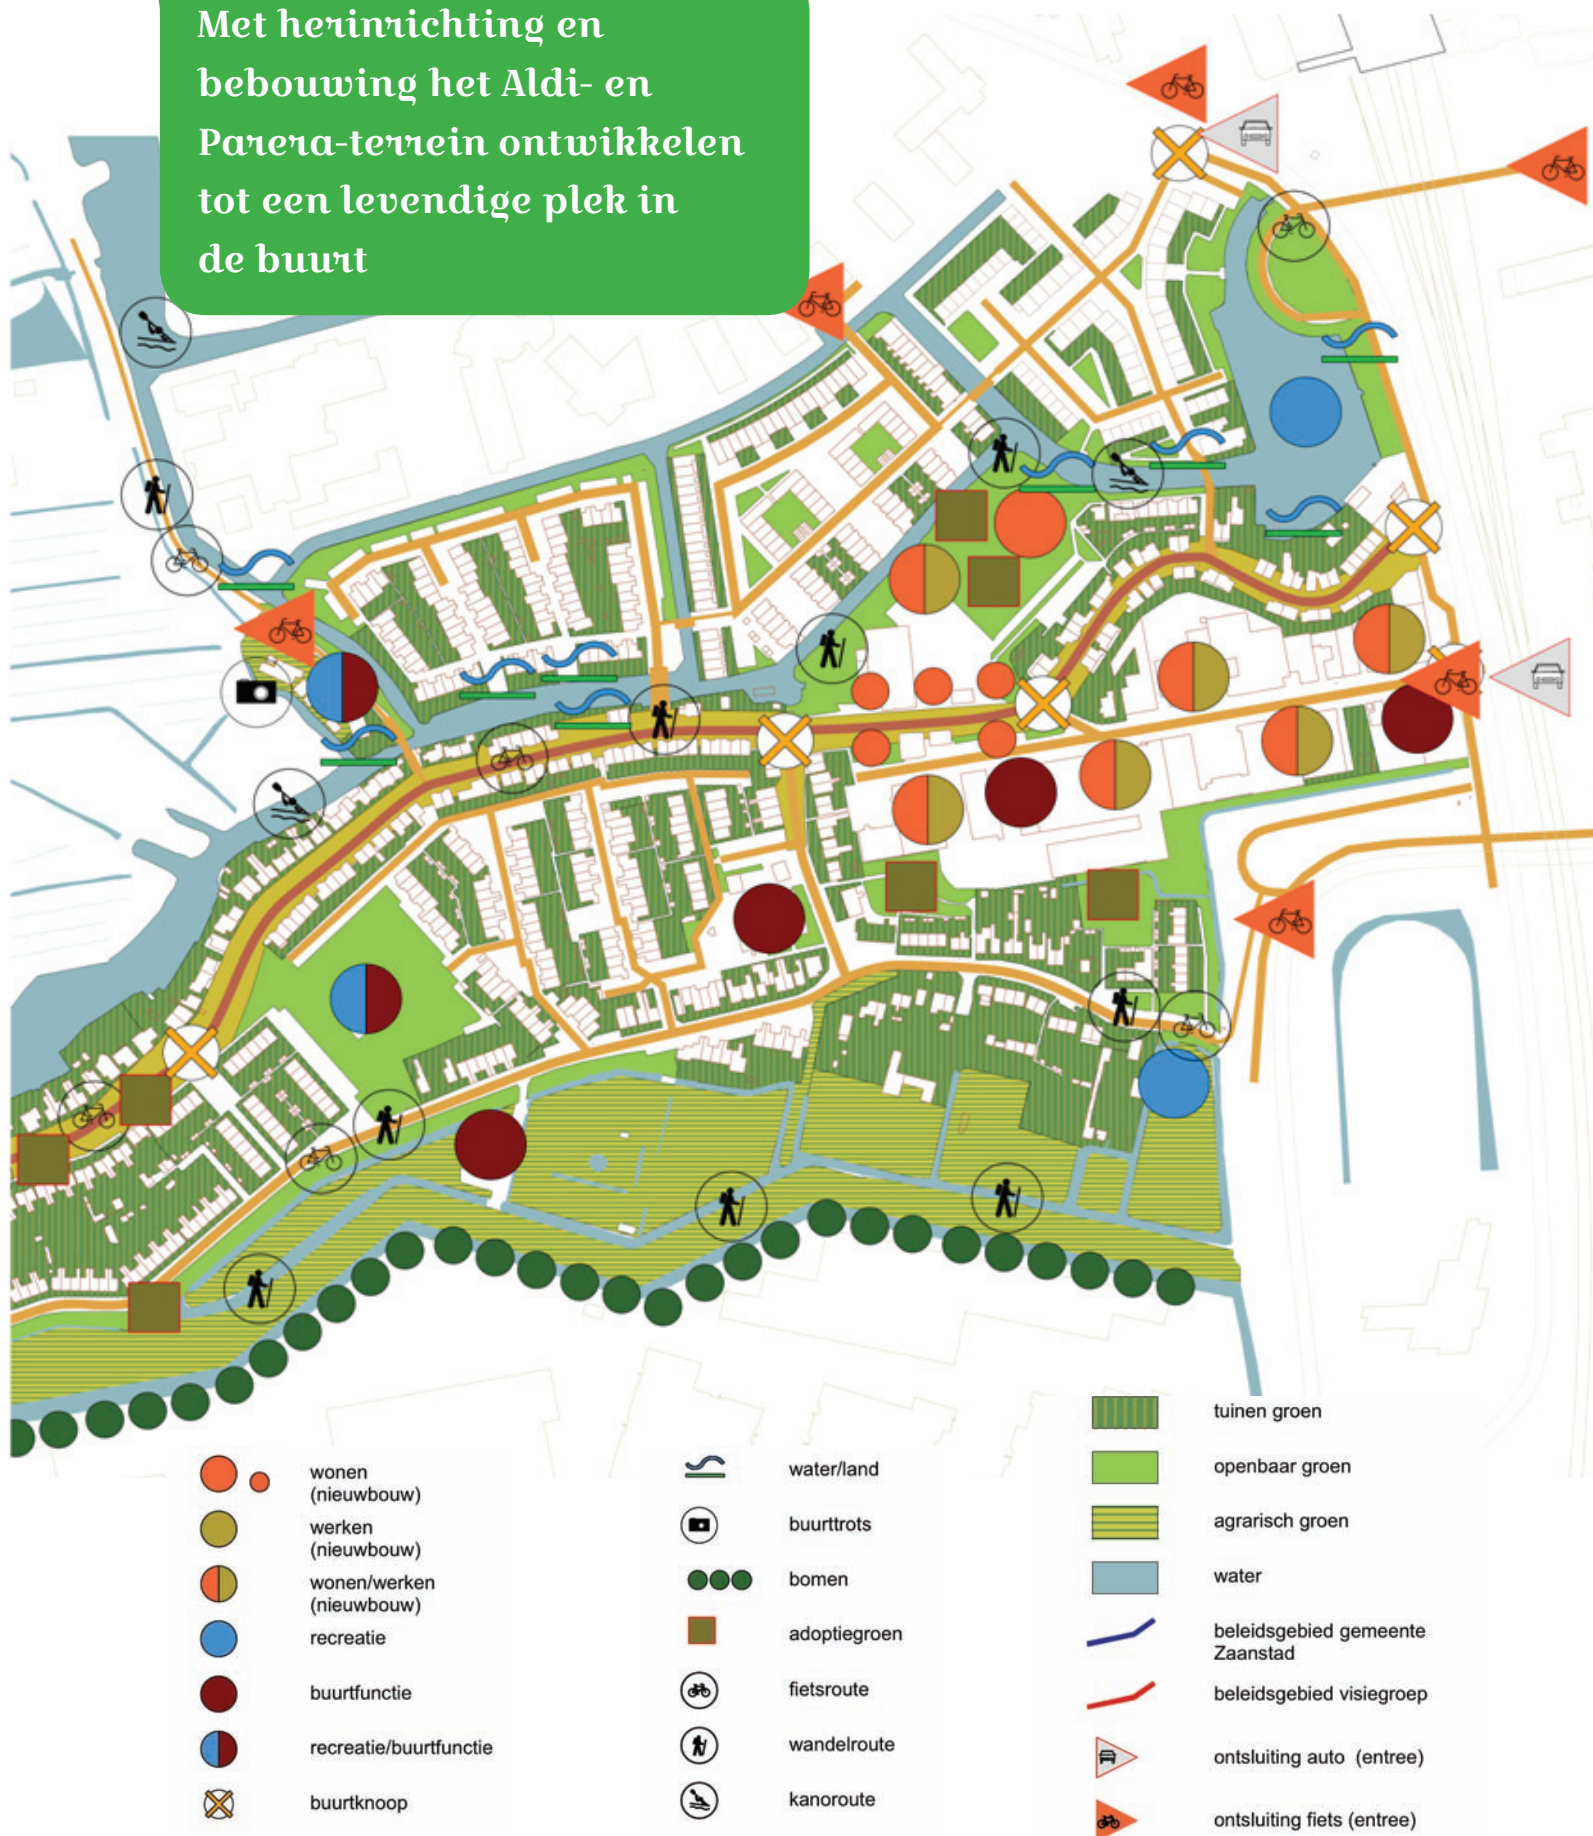 Met herinrichting en
bebouwing het Aldi- en
Parera-terrein ontwikkelen
tot een levendige plek in
de buurt
wonen
(nieuwbouw)
werken
(nieuwbouw)
wonen/werken
(nieuwbouw)
recreatie
buurtfunctie
recreatie/buurtfunctie
buurtknoop
water/land
buurttrots
bomen
adoptiegroen
fietsroute
wandelroute
kanoroute
tuinen groen
openbaar groen
agrarisch groen
water
beleidsgebied gemeente
Zaanstad
beleidsgebied visiegroep
ontsluiting auto (entree)
ontsluiting fiets (entree)